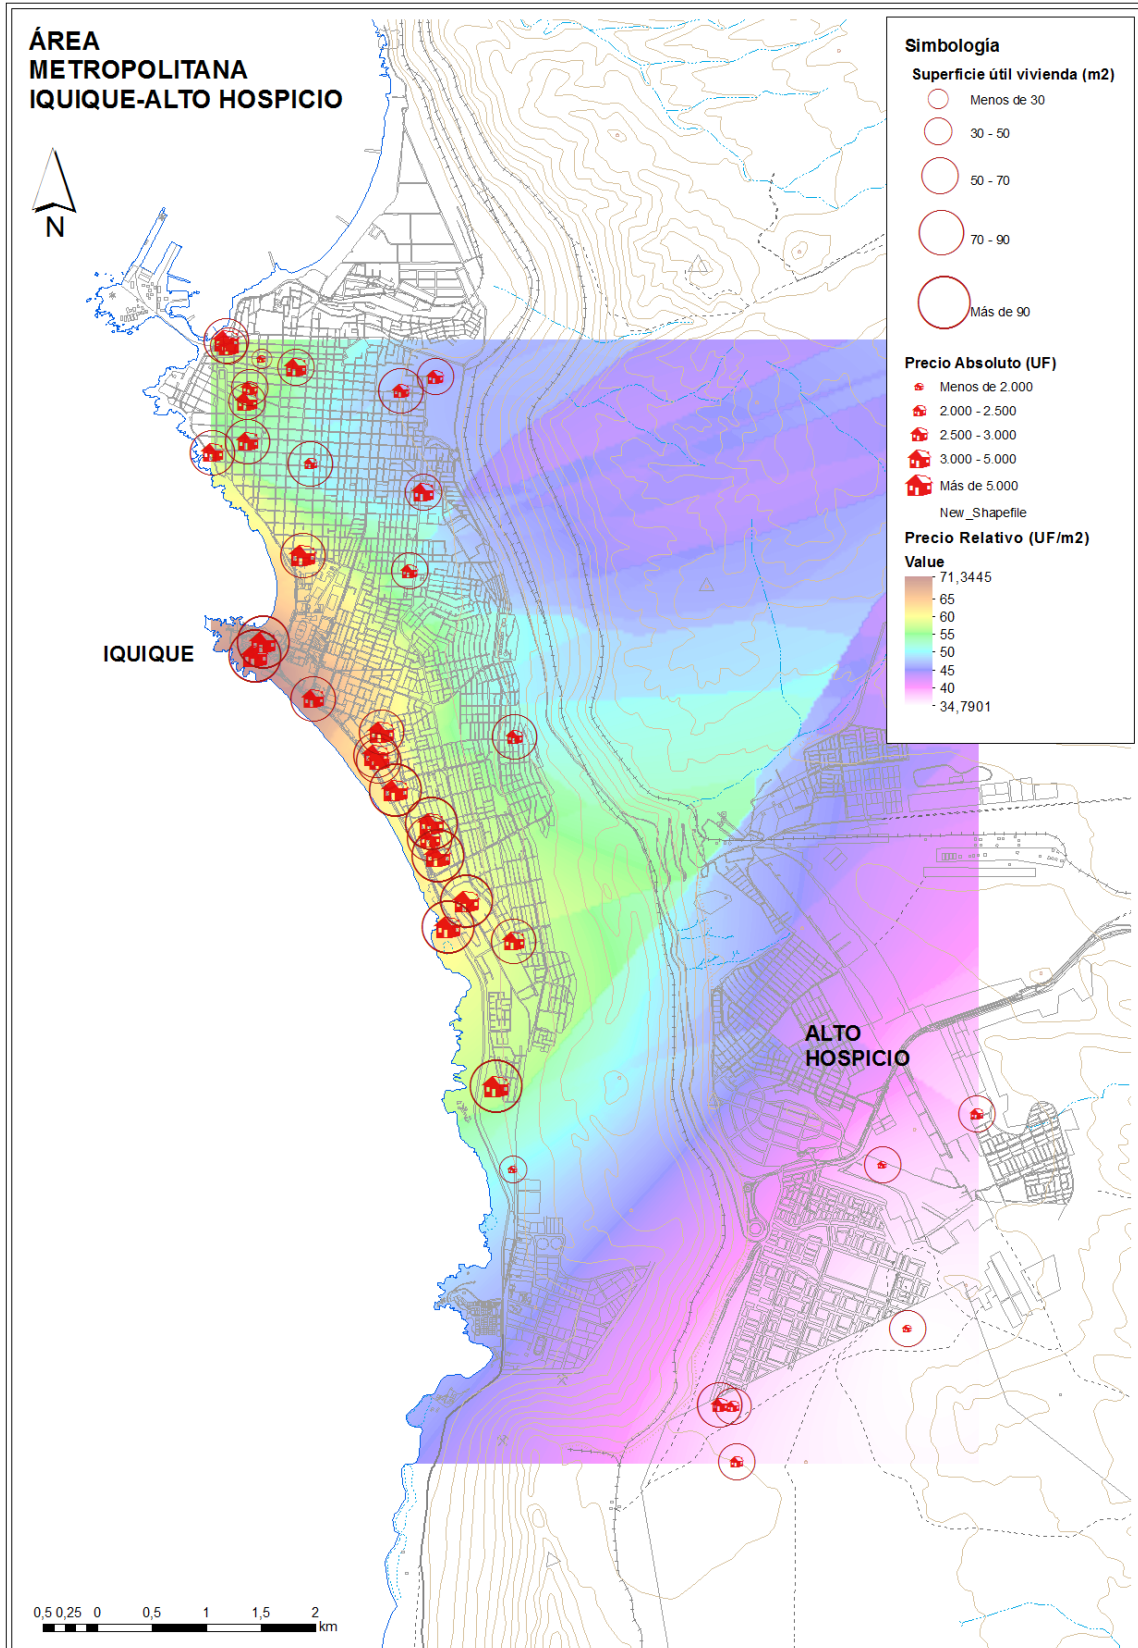 ÁREA
METROPOLITANA
IQUIQUE-ALTO HOSPICIO
N
IQUIQUE
ALTO
HOSPICIO
0,5 0,25 0 0,5 1 1,5 2
km
Simbología
Superficie útil vivienda (m2)
Menos de 30
30 - 50
50 - 70
70 - 90
Más de 90
Precio Absoluto (UF)
Menos de 2.000
2.000 - 2.500
2.500 - 3.000
3.000 - 5.000
Más de 5.000
New_Shapefile
Precio Relativo (UF/m2)
Value
71,3445
65
60
55
50
45
40
34,7901